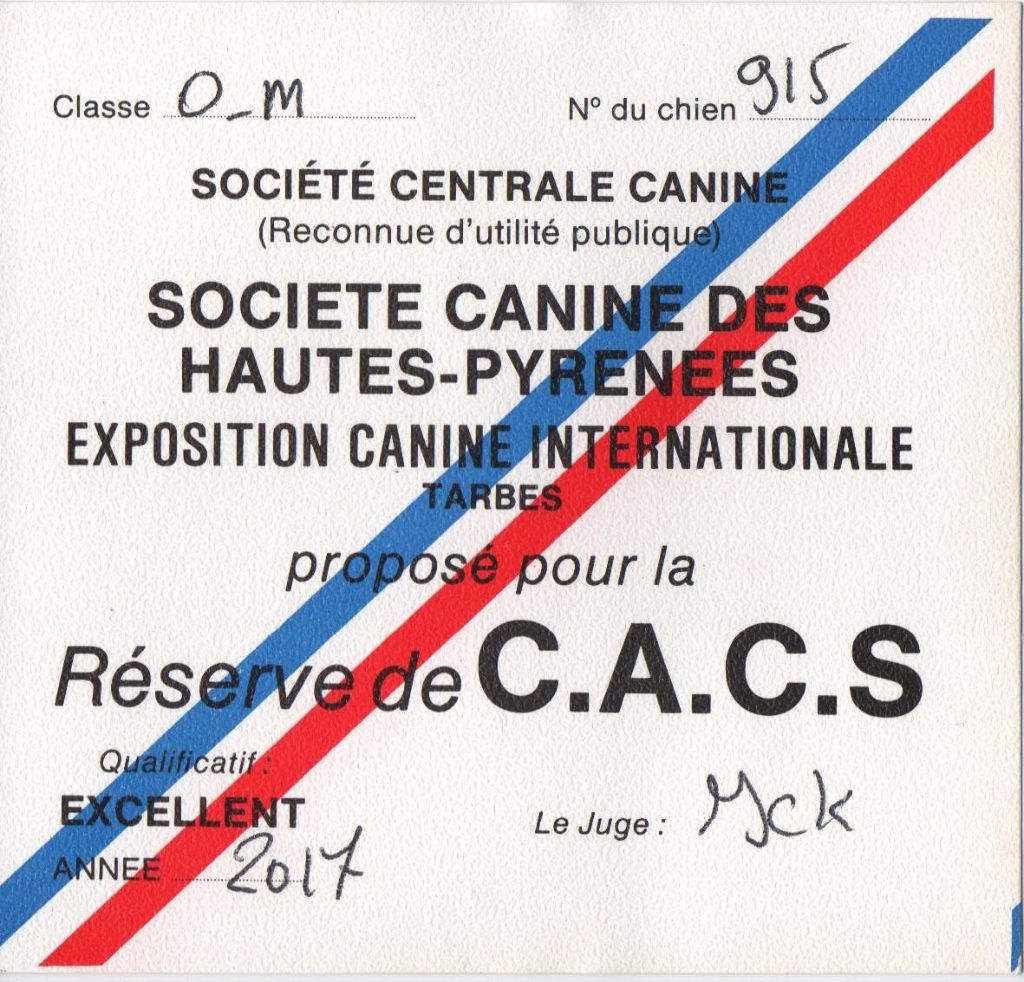 Classe O_M N° du chien 915
SOCIÉTÉ CENTRALE CANINE
(Reconnue d'utilité publique)
SOCIETE CANINE DES
HAUTES-PYRENEES
EXPOSITION CANINE INTERNATIONALE
TARBES
proposé pour la
Réserve de C.A.C.S
Qualificatif :
EXCELLENT
Le Juge :
ANNEE 2017